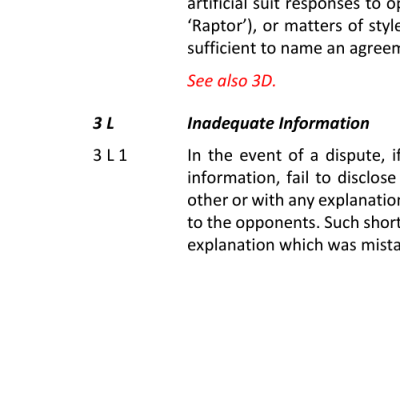 artificial suit responses to o
‘Raptor’), or matters of style
sufficient to name an agreem
See also 3D.
3 L Inadequate Information
3 L 1 In the event of a dispute, i
information, fail to disclose
other or with any explanation
to the opponents. Such short
explanation which was mista